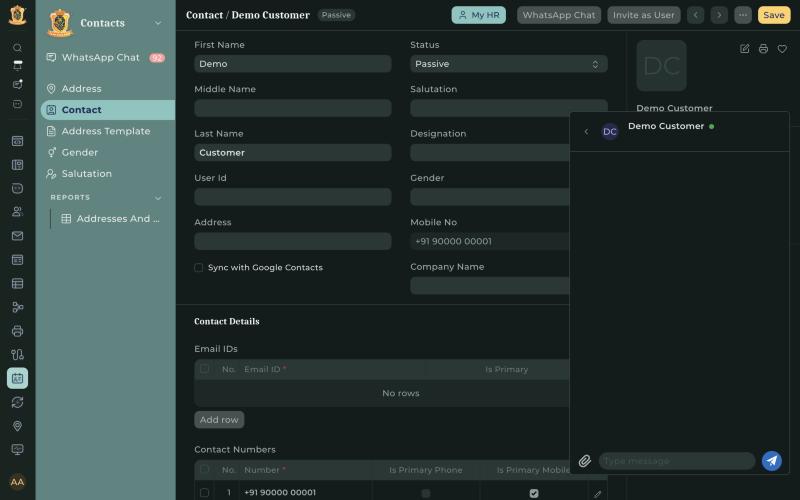 Contacts
WhatsApp Chat 92
Address
Contact
Address Template
Gender
Salutation
REPORTS
Addresses And ...
AA
Contact / Demo Customer Passive
My HR
WhatsApp Chat
Invite as User
Save
First Name
Demo
Status
Passive
Middle Name
Salutation
Last Name
Customer
Designation
User Id
Gender
Address
Mobile No
+91 90000 00001
Sync with Google Contacts
Company Name
Contact Details
Email IDs
No. Email ID * Is Primary
No rows
Add row
Contact Numbers
No. Number * Is Primary Phone Is Primary Mobile
1 +91 90000 00001
DC
Demo Customer
DC Demo Customer
Type message